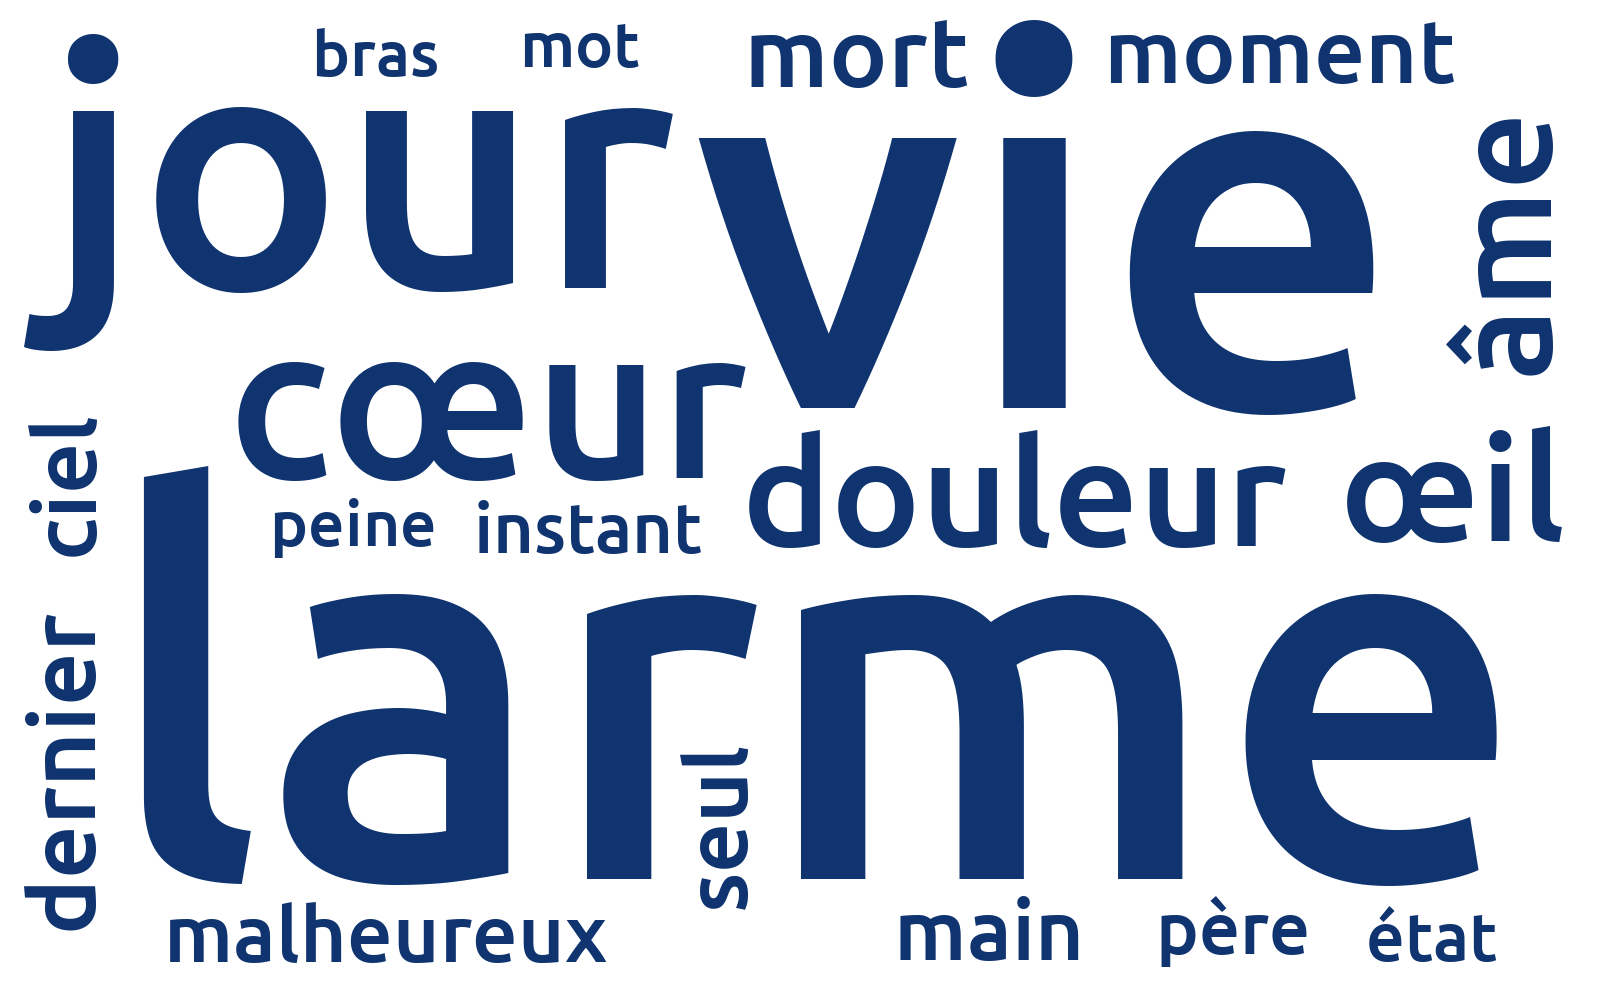 bras
mot
mort
moment
jour
vie
âme
cœur
ciel
douleur
œil
peine
instant
larme
dernier
seul
malheureux
main
père
état